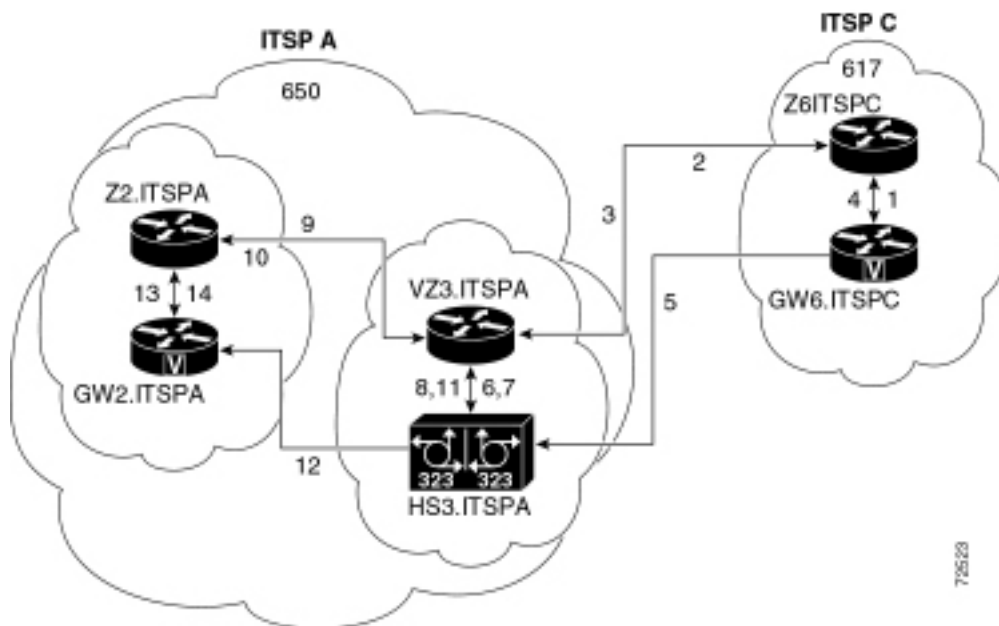 ITSP A
ITSP C
650
617
Z6ITSPC
Z2.ITSPA
2
9
3
4 1
10
VZ3.ITSPA
13 14
5
GW6.ITSPC
V
V
GW2.ITSPA
8,11 6,7
12
323 323
HS3.ITSPA
72523